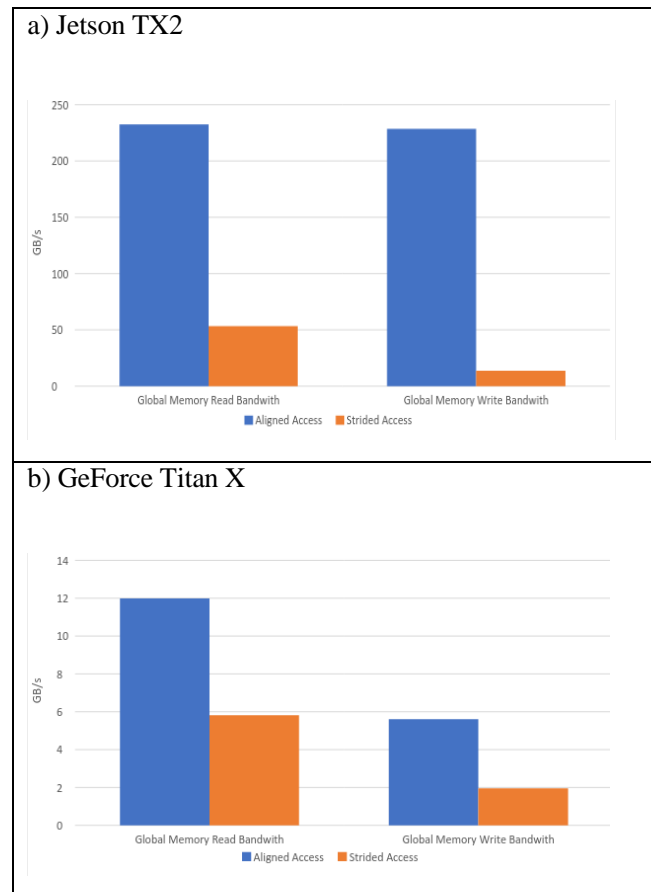 a) Jetson TX2
250
200
150
100
50
0
GB/s
Global Memory Read Bandwith
Global Memory Write Bandwith
Aligned Access
Strided Access
b) GeForce Titan X
14
12
10
8
6
4
2
0
GB/s
Global Memory Read Bandwith
Global Memory Write Bandwith
Aligned Access
Strided Access